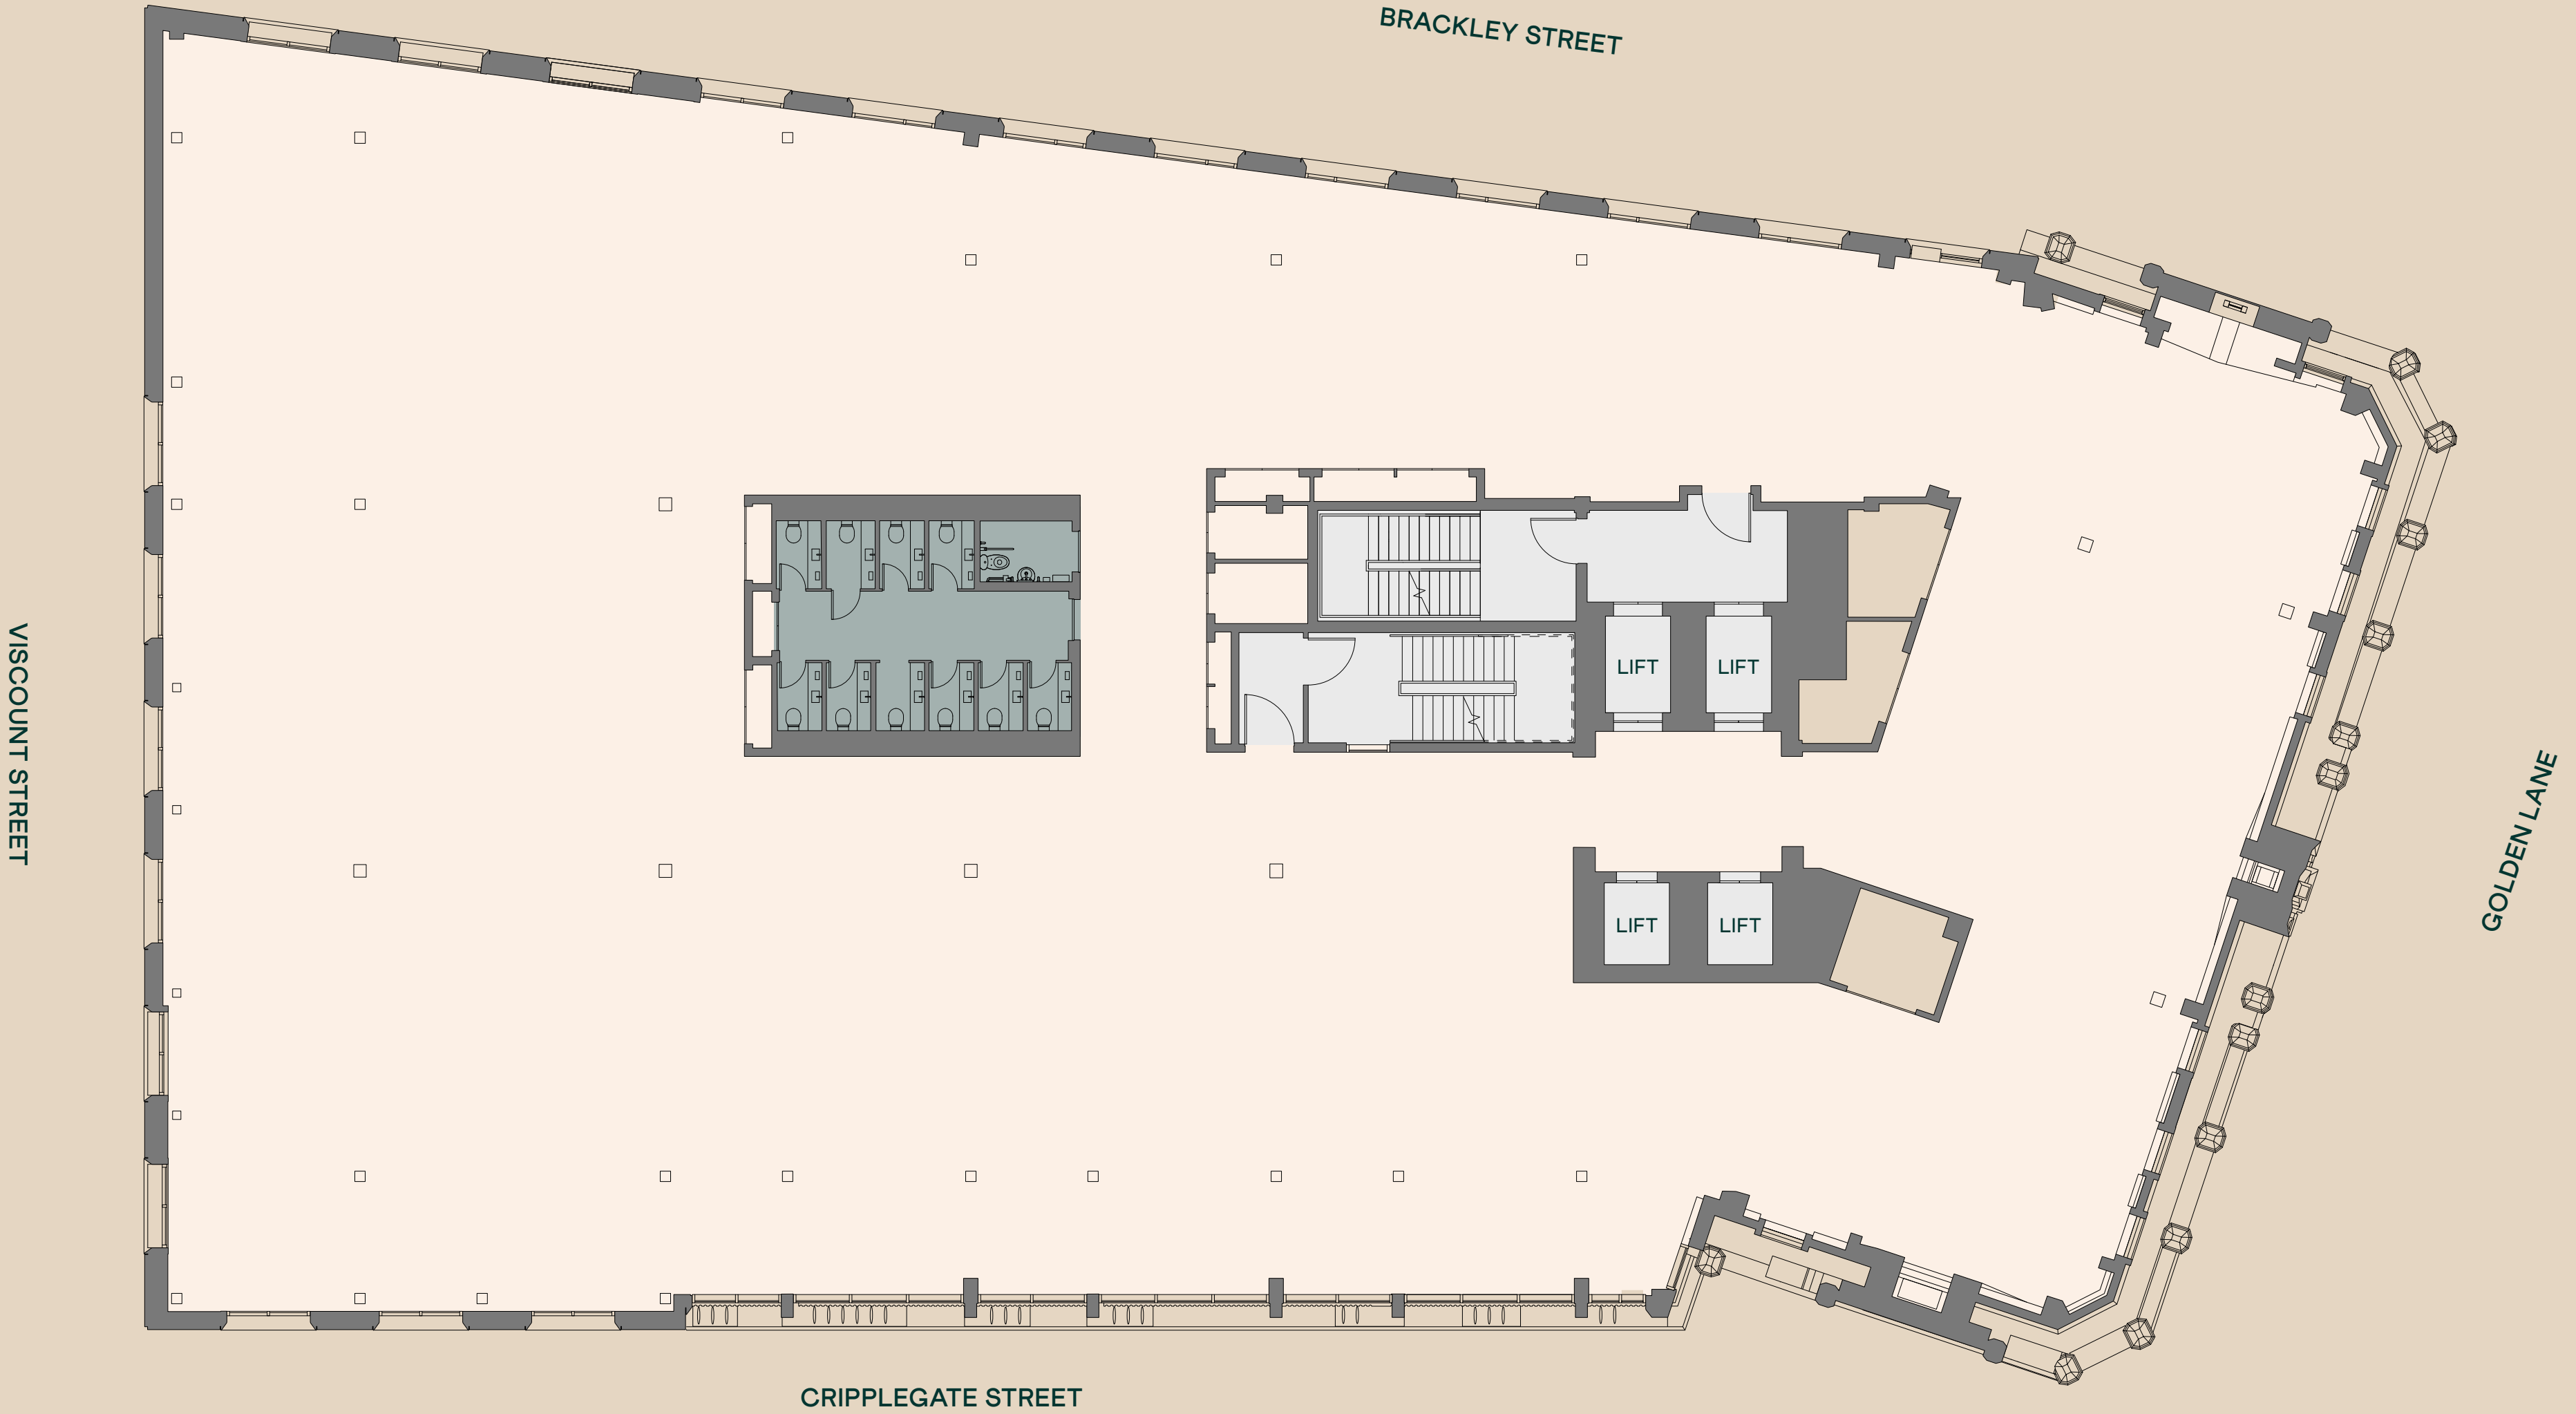 BRACKLEY STREET
VISCOUNT STREET
LIFT
LIFT
GOLDEN LANE
LIFT
LIFT
CRIPPLEGATE STREET